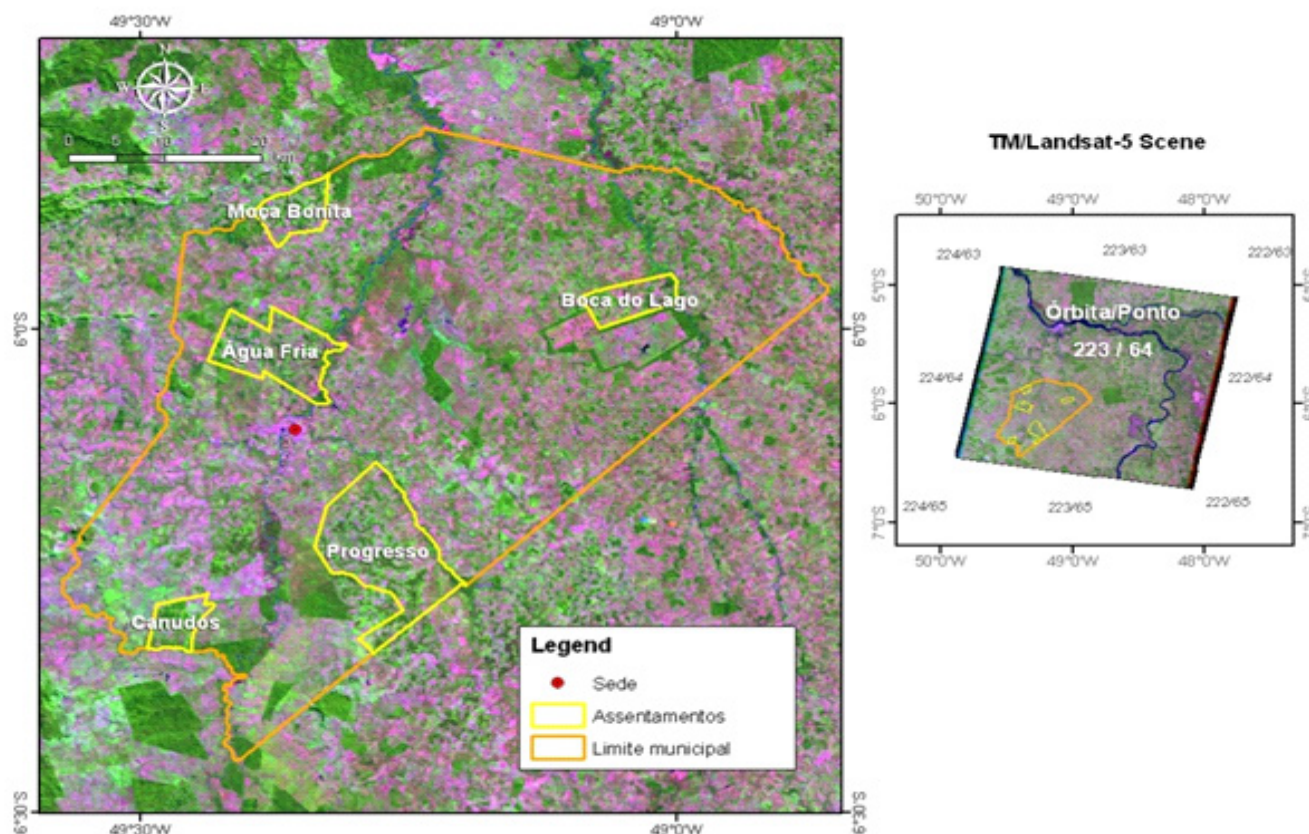 49°30'W
49°0'W
N
W
E
S
0 5 10 20
Km
Moça Bonita
Boca do Lago
Água Fria
Progresso
Canudos
6°0'S
6°0'S
6°30'S
6°30'S
49°30'W
49°0'W
Legend
Sede
Assentamentos
Limite municipal
TM/Landsat-5 Scene
50°0'W
49°0'W
48°0'W
224/63
223/63
222/63
5°0'S
Órbita/Ponto
223 / 64
224/64
222/64
6°0'S
224/65
223/65
222/65
7°0'S
50°0'W
49°0'W
48°0'W